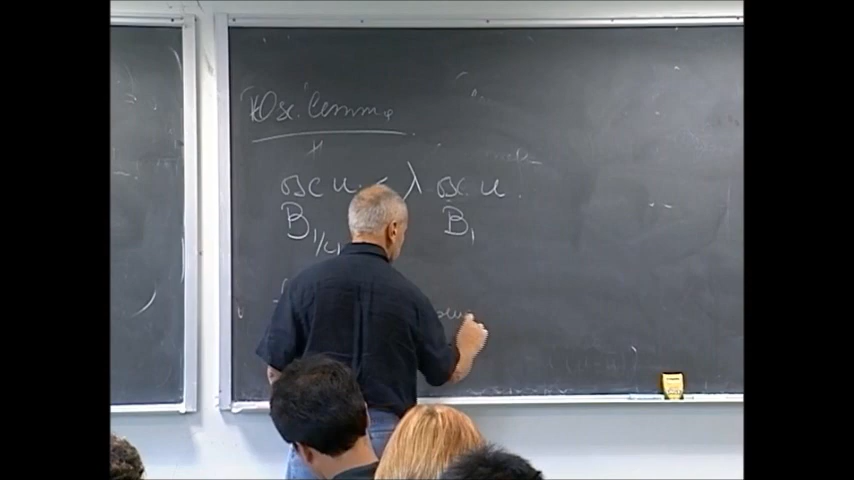 Osc. Lemma
osc u < λ osc u.
B1/4 B1